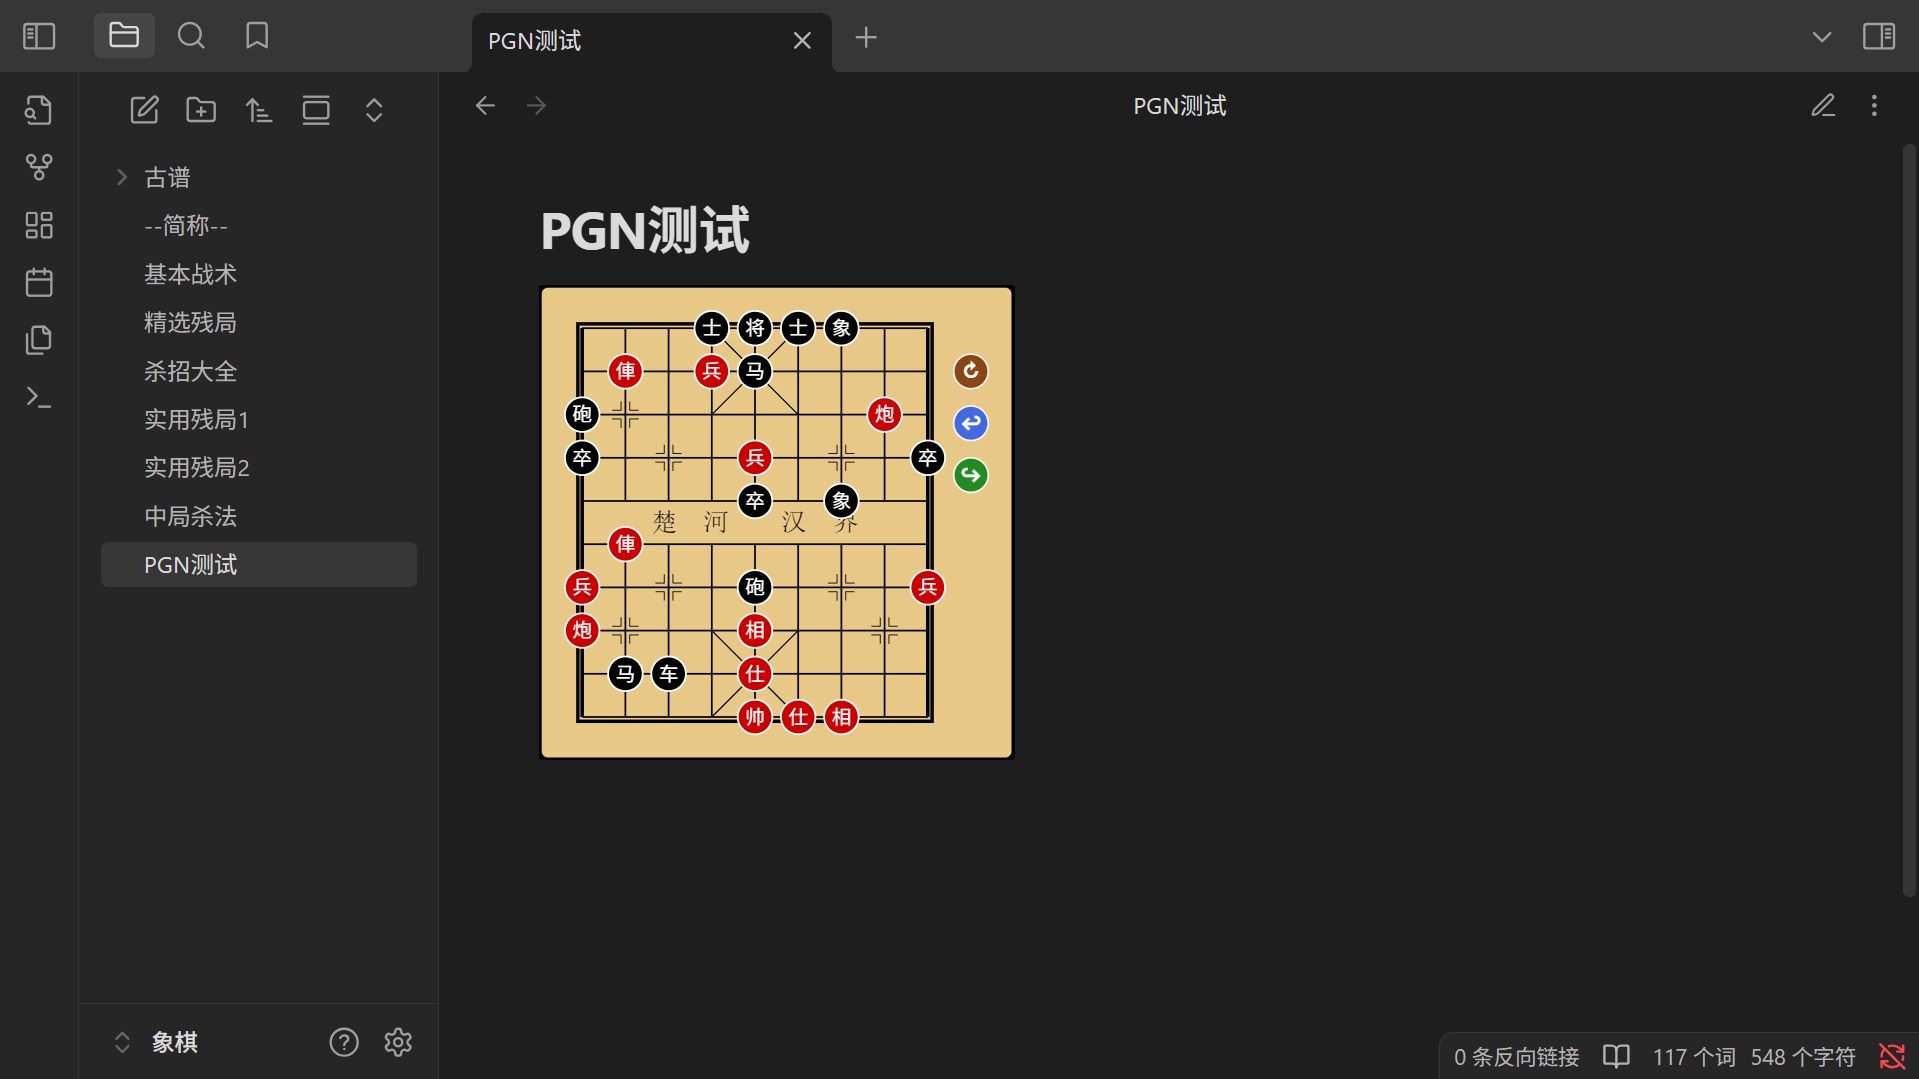 PGN测试
PGN测试
古谱
--简称--
基本战术
精选残局
杀招大全
实用残局1
实用残局2
中局杀法
PGN测试
PGN测试
士 将 士 象
俥 兵 马
砲 炮
卒 兵 卒
卒 象
楚 河 汉 界
俥
兵 砲 兵
炮 相
马 车 仕
帅 仕 相
象棋
0 条反向链接 117 个词 548 个字符